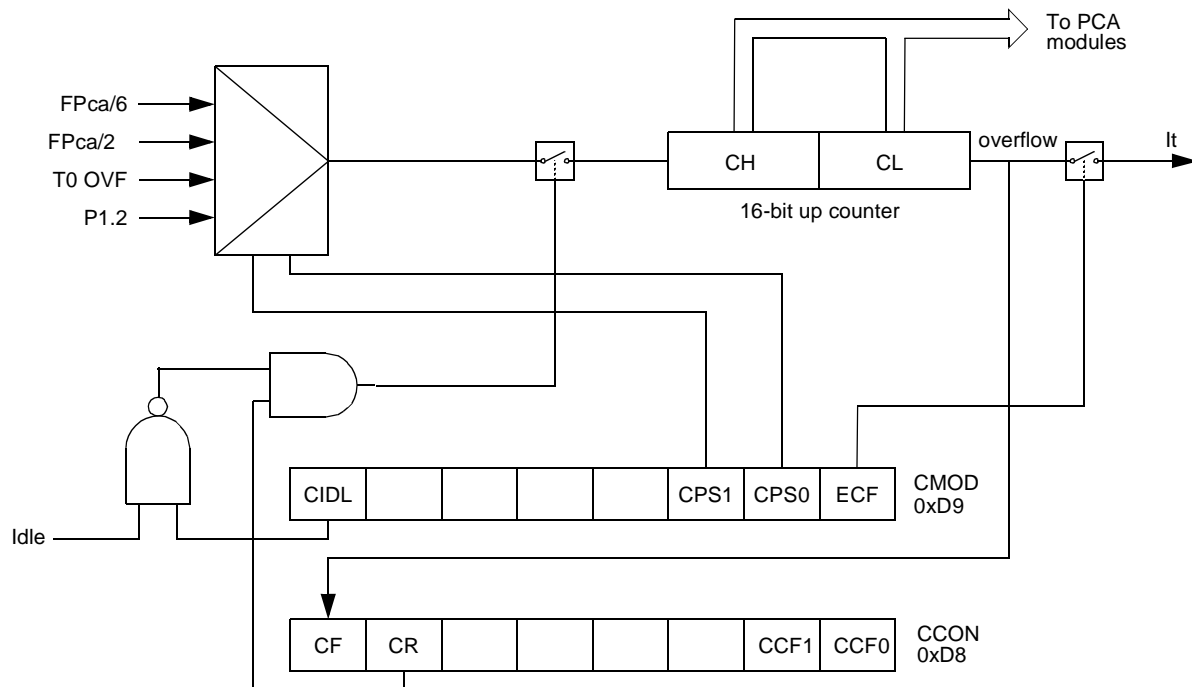 To PCA
modules
FPca/6
FPca/2
T0 OVF
P1.2
CH CL
overflow
It
16-bit up counter
CIDL CPS1 CPS0 ECF
CMOD
0xD9
Idle
CF CR CCF1 CCF0
CCON
0xD8